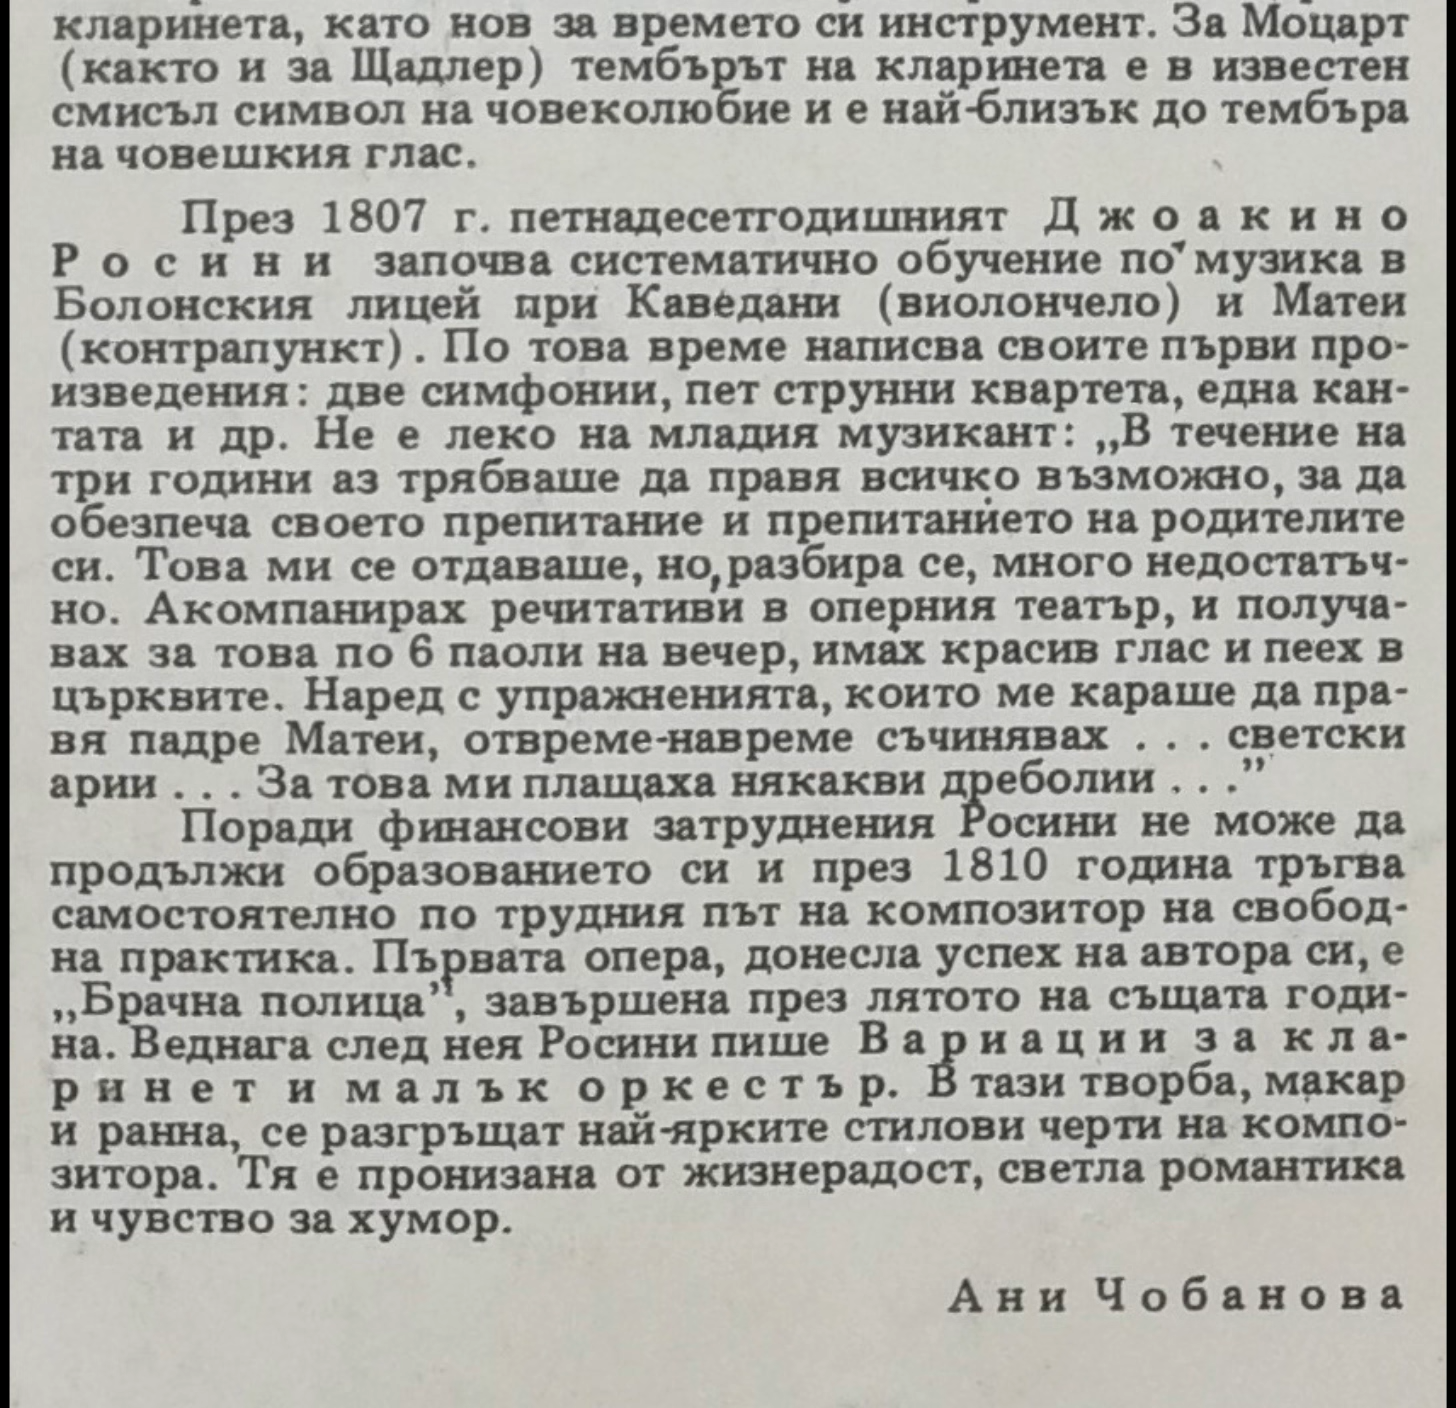 кларинета, като нов за времето си инструмент. За Моцарт
(както и за Щадлер) тембърът на кларинета е в известен
смисъл символ на човеколюбие и е най-близък до тембъра
на човешкия глас.
През 1807 г. петнадесетгодишният Джоакино
Росини започва систематично обучение по музика в
Болонския лицей при Каведани (виолончело) и Матеи
(контрапункт). По това време написва своите първи про-
изведения: две симфонии, пет струнни квартета, една кан-
тата и др. Не е леко на младия музикант: „В течение на
три години аз трябваше да правя всичко възможно, за да
обезпеча своето препитание и препитанието на родителите
си. Това ми се отдаваше, но, разбира се, много недостатъч-
но. Акомпанирах речитативи в оперния театър, и получа-
вах за това по 6 паоли на вечер, имах красив глас и пеех в
църквите. Наред с упражненията, които ме караше да пра-
вя падре Матеи, отвреме-навреме съчинявах . . . светски
арии . . . За това ми плащаха някакви дреболии . . .”
Поради финансови затруднения Росини не може да
продължи образованието си и през 1810 година тръгва
самостоятелно по трудния път на композитор на свобод-
на практика. Първата опера, донесла успех на автора си, е
„Брачна полица”, завършена през лятото на същата годи-
на. Веднага след нея Росини пише Вариации за кла-
ринет и малък оркестър. В тази творба, макар
и ранна, се разгръщат най-ярките стилови черти на компо-
зитора. Тя е пронизана от жизнерадост, светла романтика
и чувство за хумор.
Ани Чобанова